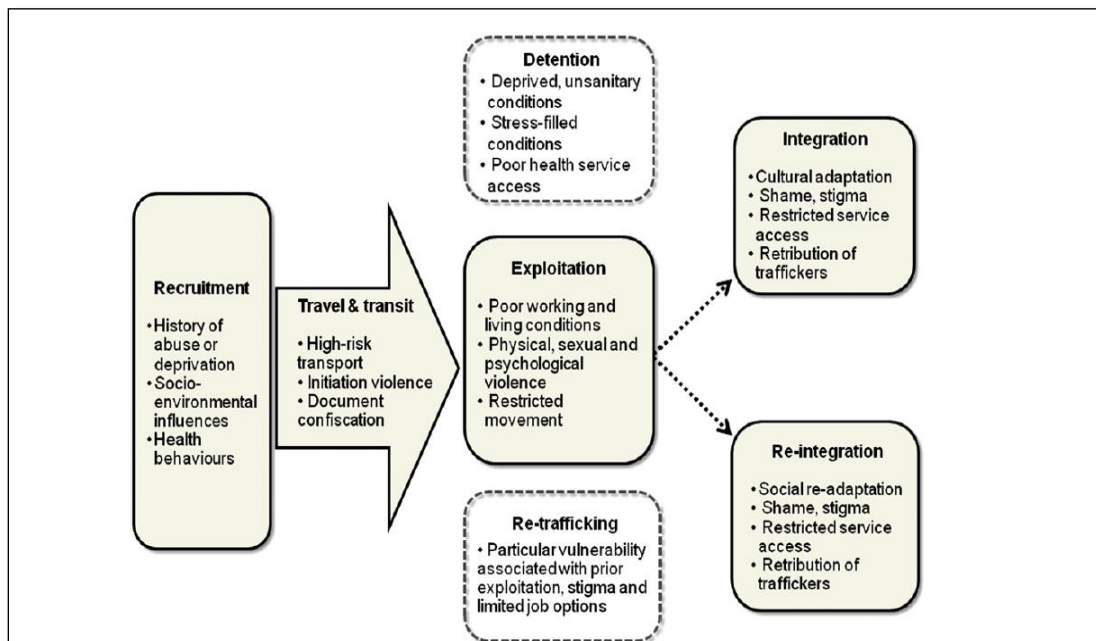 Detention
• Deprived, unsanitary
conditions
• Stress-filled
conditions
• Poor health service
access
Recruitment
• History of
abuse or
deprivation
• Socio-
environmental
influences
• Health
behaviours
Travel & transit
• High-risk
transport
• Initiation violence
• Document
confiscation
Exploitation
• Poor working and
living conditions
• Physical, sexual and
psychological
violence
• Restricted
movement
Re-trafficking
• Particular vulnerability
associated with prior
exploitation, stigma and
limited job options
Integration
• Cultural adaptation
• Shame, stigma
• Restricted service
access
• Retribution of
traffickers
Re-integration
• Social re-adaptation
• Shame, stigma
• Restricted service
access
• Retribution of
traffickers